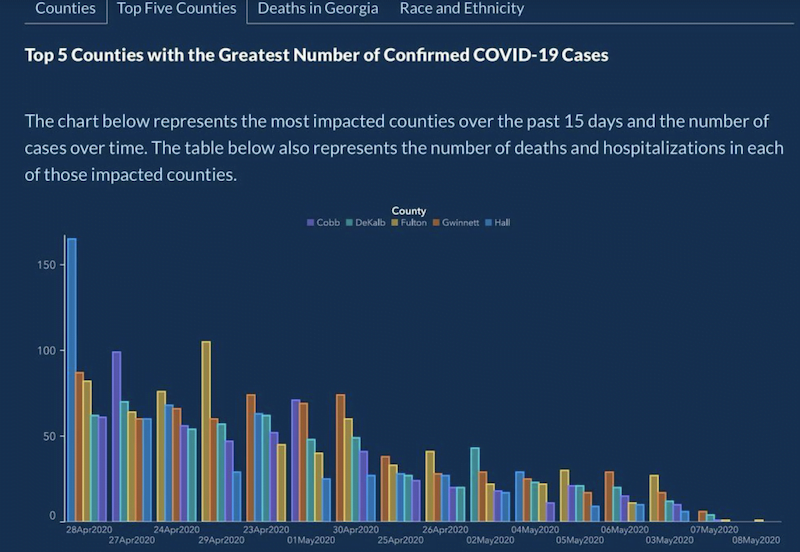 Counties Top Five Counties Deaths in Georgia Race and Ethnicity
Top 5 Counties with the Greatest Number of Confirmed COVID-19 Cases
The chart below represents the most impacted counties over the past 15 days and the number of
cases over time. The table below also represents the number of deaths and hospitalizations in each
of those impacted counties.
County
Cobb DeKalb Fulton Gwinnett Hall
150
100
50
0
28Apr2020 24Apr2020 23Apr2020 30Apr2020 26Apr2020 04May2020 06May2020 07May2020
27Apr2020 29Apr2020 01May2020 25Apr2020 02May2020 05May2020 03May2020 08May2020